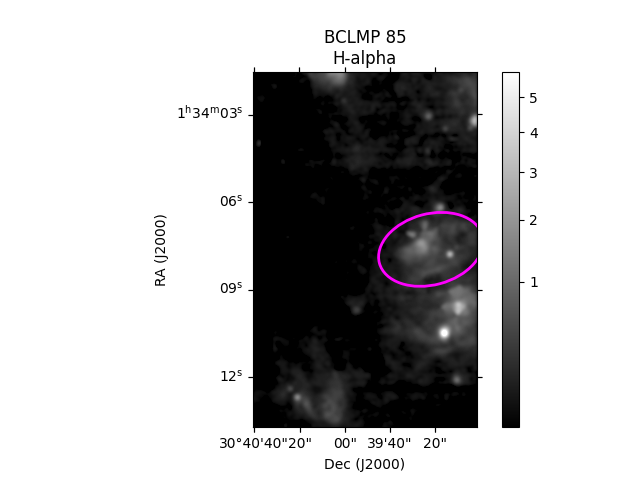 BCLMP 85
H-alpha
1ʰ34ᵐ03ˢ
06ˢ
09ˢ
12ˢ
RA (J2000)
30°40'40"20" 00" 39'40" 20"
Dec (J2000)
5
4
3
2
1